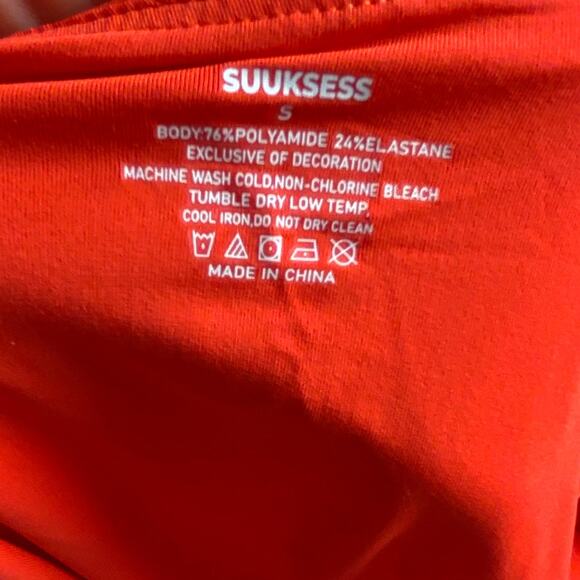 SUUKSESS
S
BODY:76%POLYAMIDE 24%ELASTANE
EXCLUSIVE OF DECORATION
MACHINE WASH COLD,NON-CHLORINE BLEACH
TUMBLE DRY LOW TEMP
COOL IRON,DO NOT DRY CLEAN
MADE IN CHINA